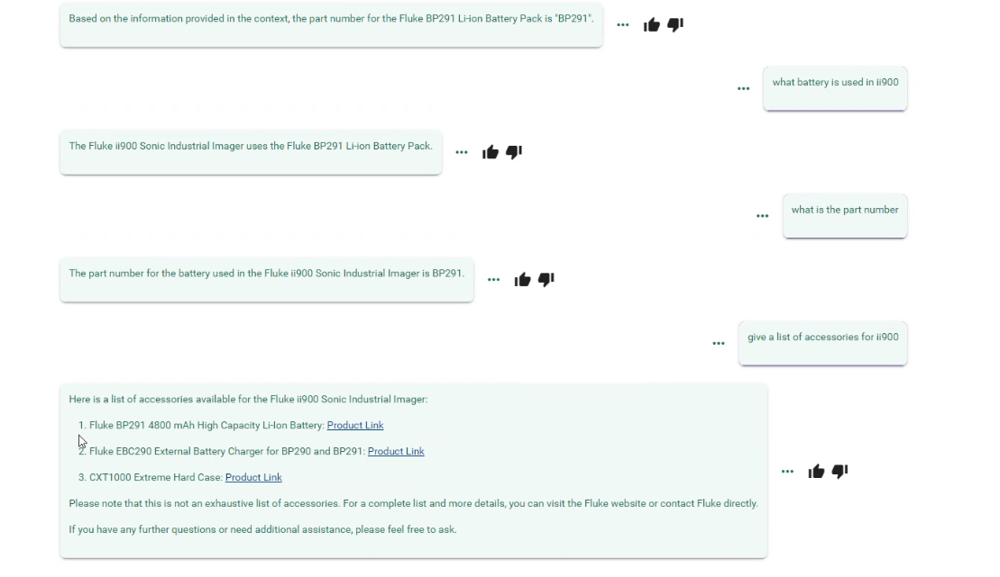 Based on the information provided in the context, the part number for the Fluke BP291 Li-ion Battery Pack is "BP291".
what battery is used in ii900
The Fluke ii900 Sonic Industrial Imager uses the Fluke BP291 Li-ion Battery Pack.
what is the part number
The part number for the battery used in the Fluke ii900 Sonic Industrial Imager is BP291.
give a list of accessories for ii900
Here is a list of accessories available for the Fluke ii900 Sonic Industrial Imager:
1. Fluke BP291 4800 mAh High Capacity Li-Ion Battery: Product Link
2. Fluke EBC290 External Battery Charger for BP290 and BP291: Product Link
3. CXT1000 Extreme Hard Case: Product Link
Please note that this is not an exhaustive list of accessories. For a complete list and more details, you can visit the Fluke website or contact Fluke directly.
If you have any further questions or need additional assistance, please feel free to ask.